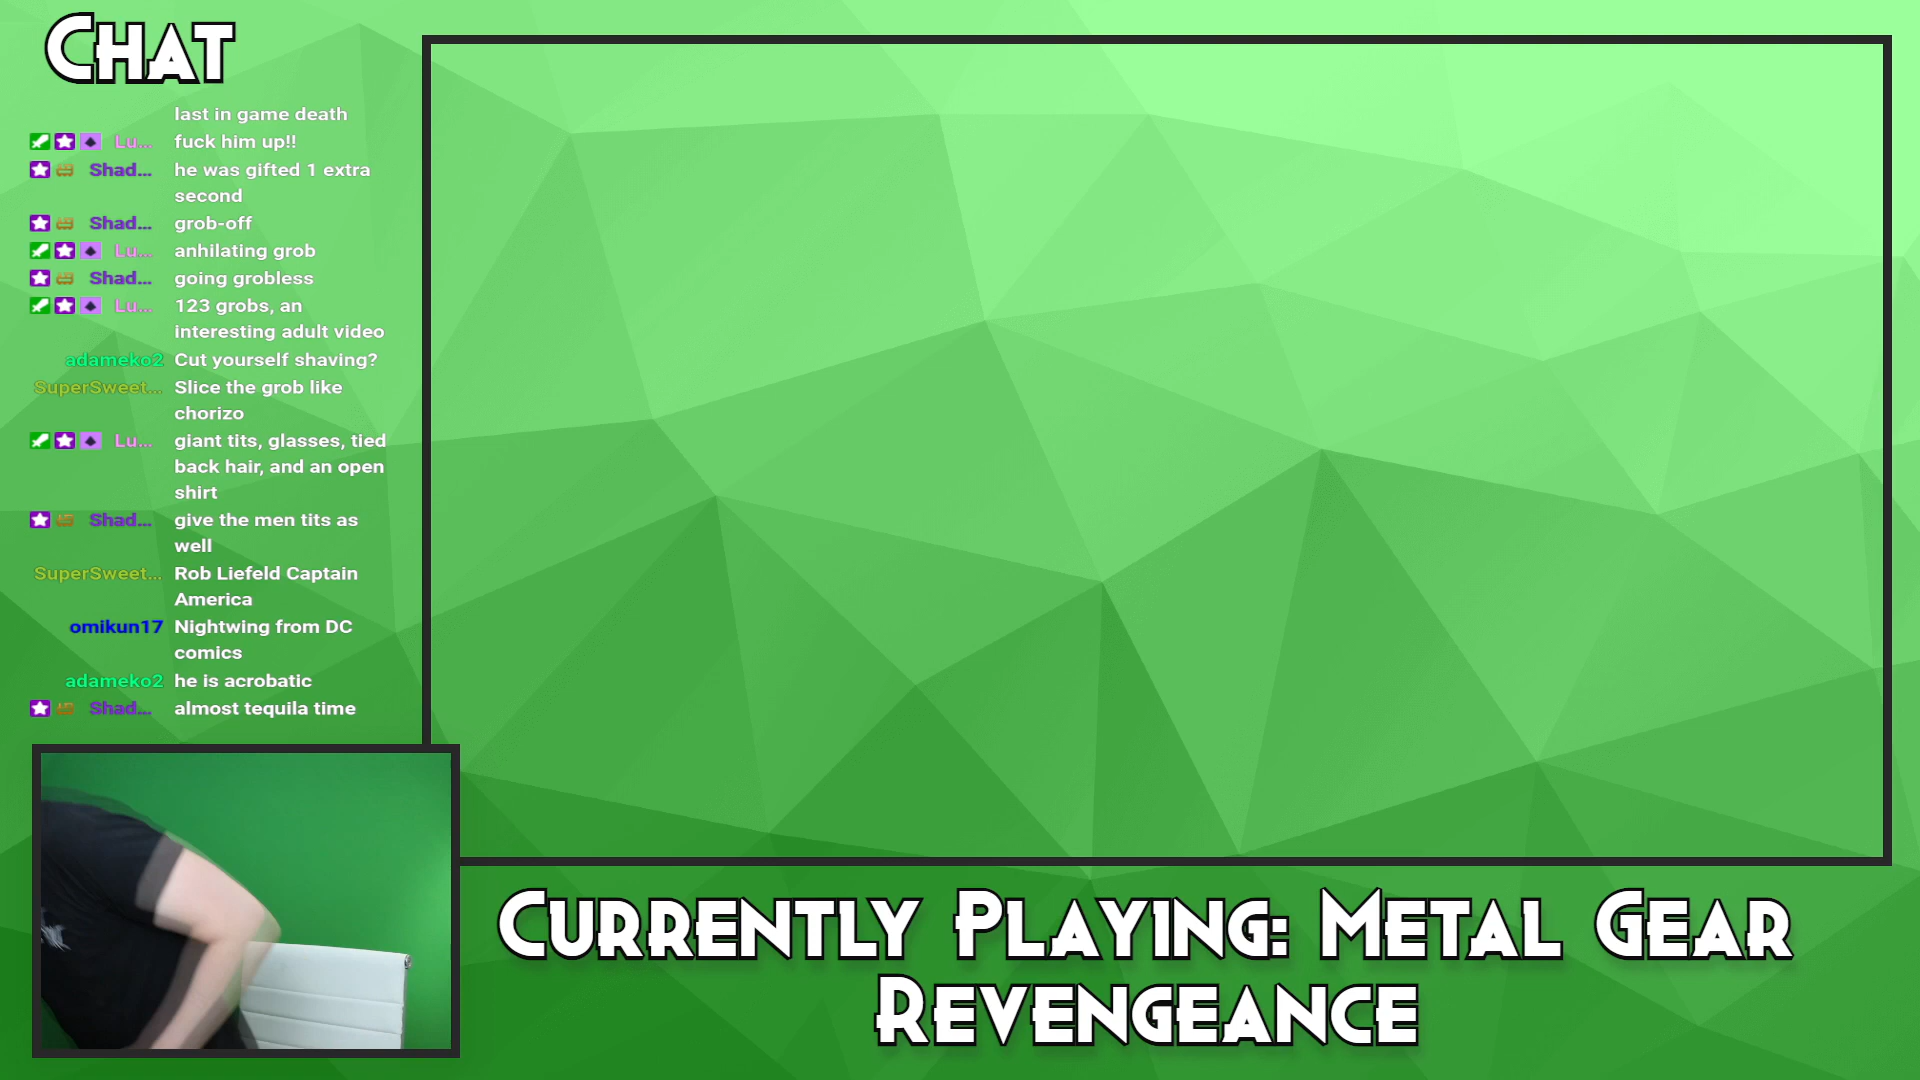 Chat
last in game death
Lu... fuck him up!!
Shad... he was gifted 1 extra
second
Shad... grob-off
Lu... anhilating grob
Shad... going grobless
Lu... 123 grobs, an
interesting adult video
adameko2 Cut yourself shaving?
SuperSweet... Slice the grob like
chorizo
Lu... giant tits, glasses, tied
back hair, and an open
shirt
Shad... give the men tits as
well
SuperSweet... Rob Liefeld Captain
America
omikun17 Nightwing from DC
comics
adameko2 he is acrobatic
Shad... almost tequila time
Currently Playing: Metal Gear
Revengeance